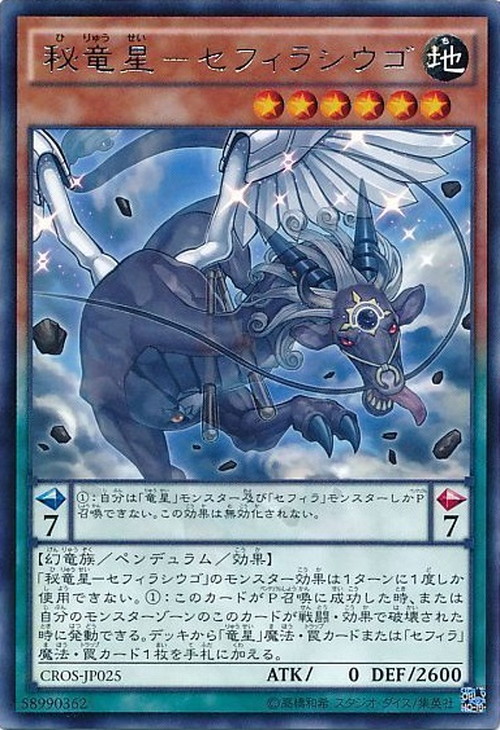 秘竜星－セフィラシウゴ
地
7
①：自分は「竜星」モンスター及び「セフィラ」モンスターしかP
召喚できない。この効果は無効化されない。
7
【幻竜族／ペンデュラム／効果】
「秘竜星－セフィラシウゴ」のモンスター効果は１ターンに１度しか
使用できない。①：このカードがP召喚に成功した時、または
自分のモンスターゾーンのこのカードが戦闘・効果で破壊された
時に発動できる。デッキから「竜星」魔法・罠カードまたは「セフィラ」
魔法・罠カード１枚を手札に加える。
CROS-JP025
ATK/ 0 DEF/2600
58990362
©高橋和希 スタジオ・ダイス/集英社